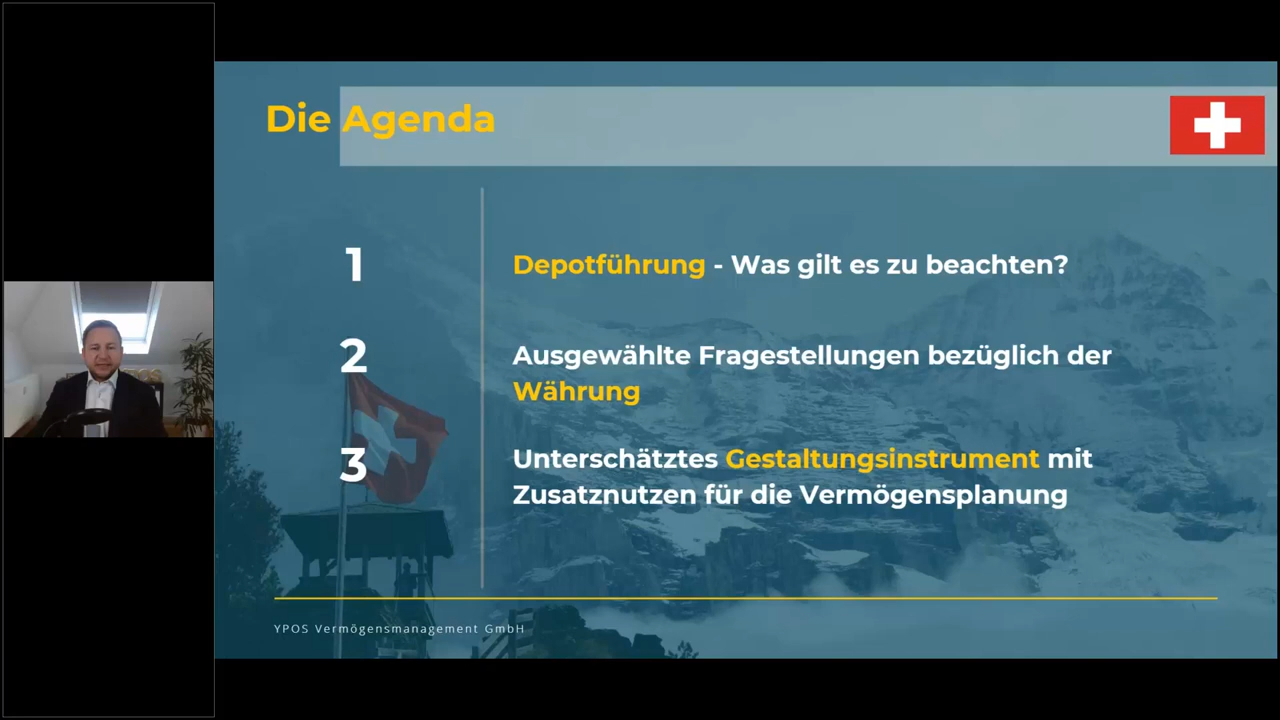 Die Agenda
1
Depotführung - Was gilt es zu beachten?
2
Ausgewählte Fragestellungen bezüglich der
Währung
3
Unterschätztes Gestaltungsinstrument mit
Zusatznutzen für die Vermögensplanung
YPOS Vermögensmanagement GmbH